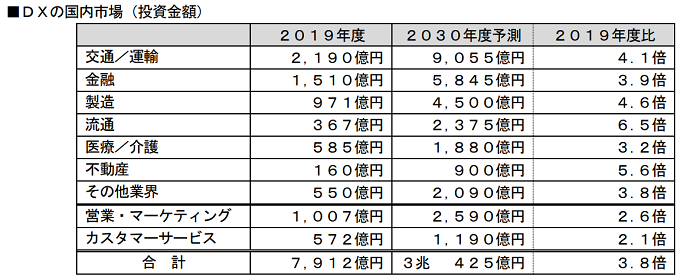 ■ＤＸの国内市場（投資金額）
２０１９年度 ２０３０年度予測 ２０１９年度比
交通／運輸 ２，１９０億円 ９，０５５億円 ４．１倍
金融 １，５１０億円 ５，８４５億円 ３．９倍
製造 ９７１億円 ４，５００億円 ４．６倍
流通 ３６７億円 ２，３７５億円 ６．５倍
医療／介護 ５８５億円 １，８８０億円 ３．２倍
不動産 １６０億円 ９００億円 ５．６倍
その他業界 ５５０億円 ２，０９０億円 ３．８倍
営業・マーケティング １，００７億円 ２，５９０億円 ２．６倍
カスタマーサービス ５７２億円 １，１９０億円 ２．１倍
合　計 ７，９１２億円 ３兆　４２５億円 ３．８倍